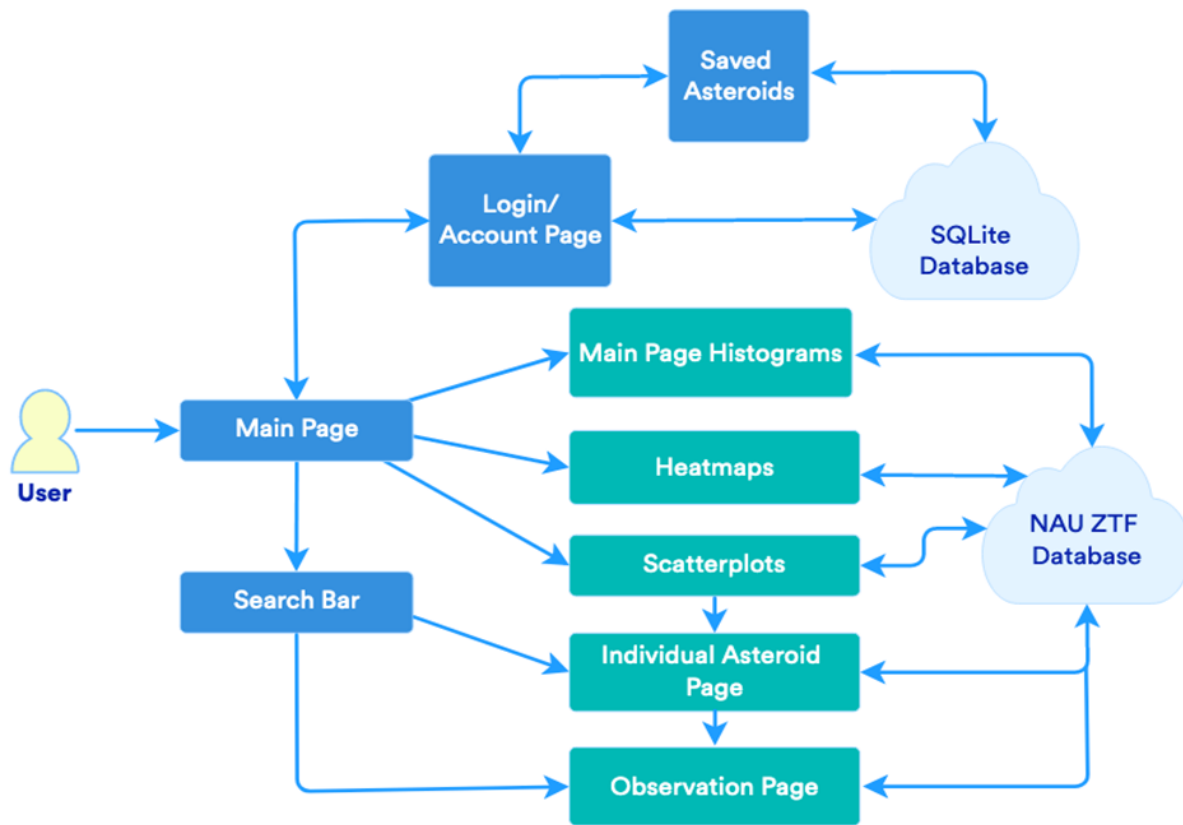 Saved
Asteroids
Login/
Account Page
SQLite
Database
Main Page Histograms
Main Page
User
Heatmaps
NAU ZTF
Database
Scatterplots
Search Bar
Individual Asteroid
Page
Observation Page